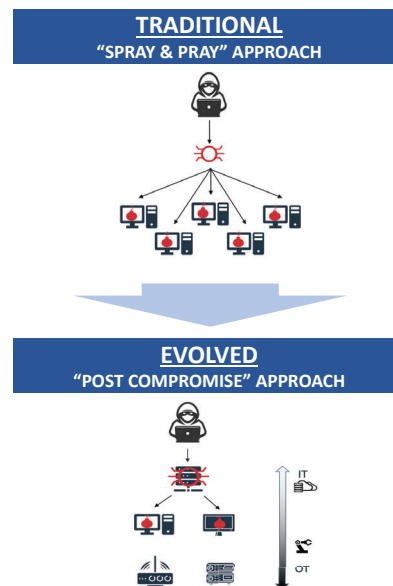 TRADITIONAL
“SPRAY & PRAY” APPROACH
EVOLVED
“POST COMPROMISE” APPROACH
IT
OT